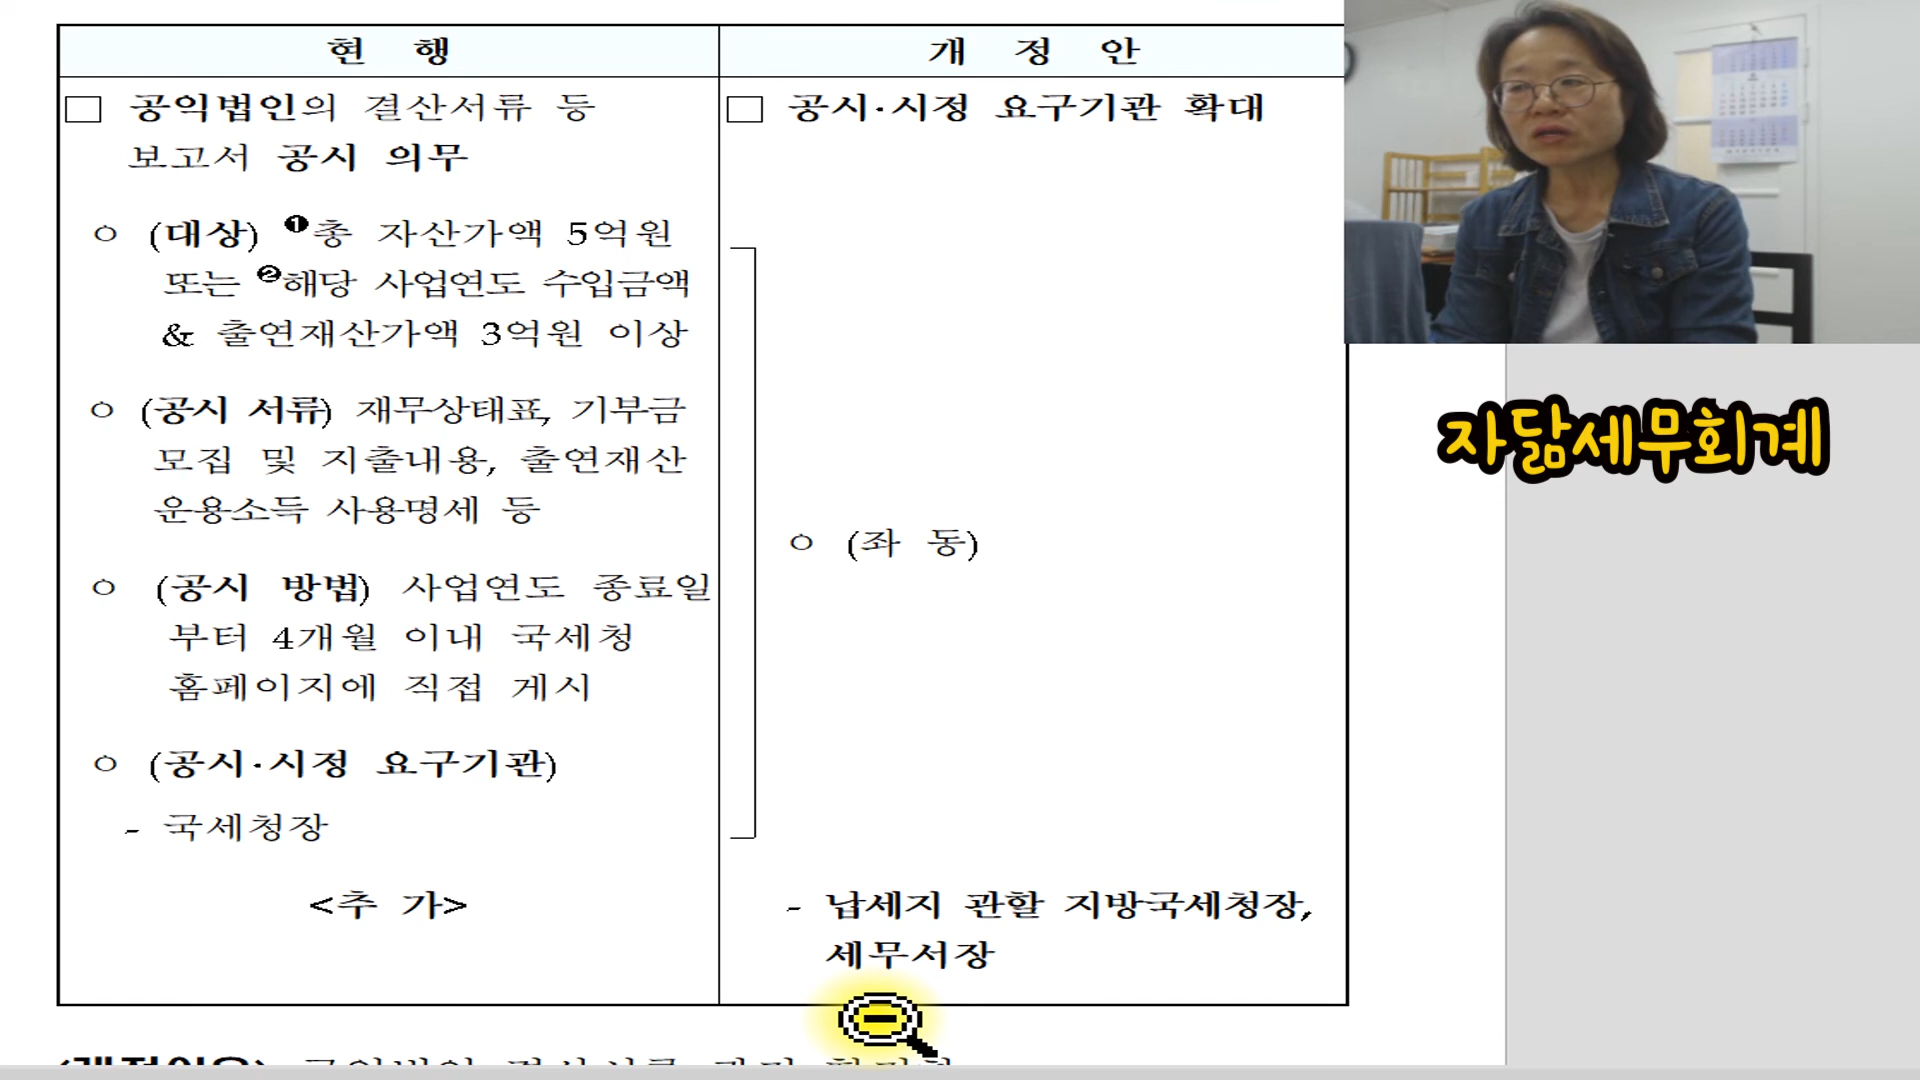 현 행
개 정 안
□ 공익법인의 결산서류 등
보고서 공시 의무
ㅇ (대상) ❶총 자산가액 5억원
또는 ❷해당 사업연도 수입금액
& 출연재산가액 3억원 이상
ㅇ (공시 서류) 재무상태표, 기부금
모집 및 지출내용, 출연재산
운용소득 사용명세 등
ㅇ (공시 방법) 사업연도 종료일
부터 4개월 이내 국세청
홈페이지에 직접 게시
ㅇ (공시·시정 요구기관)
- 국세청장
<추 가>
□ 공시·시정 요구기관 확대
ㅇ (좌 동)
- 납세지 관할 지방국세청장,
세무서장
자닮세무회계